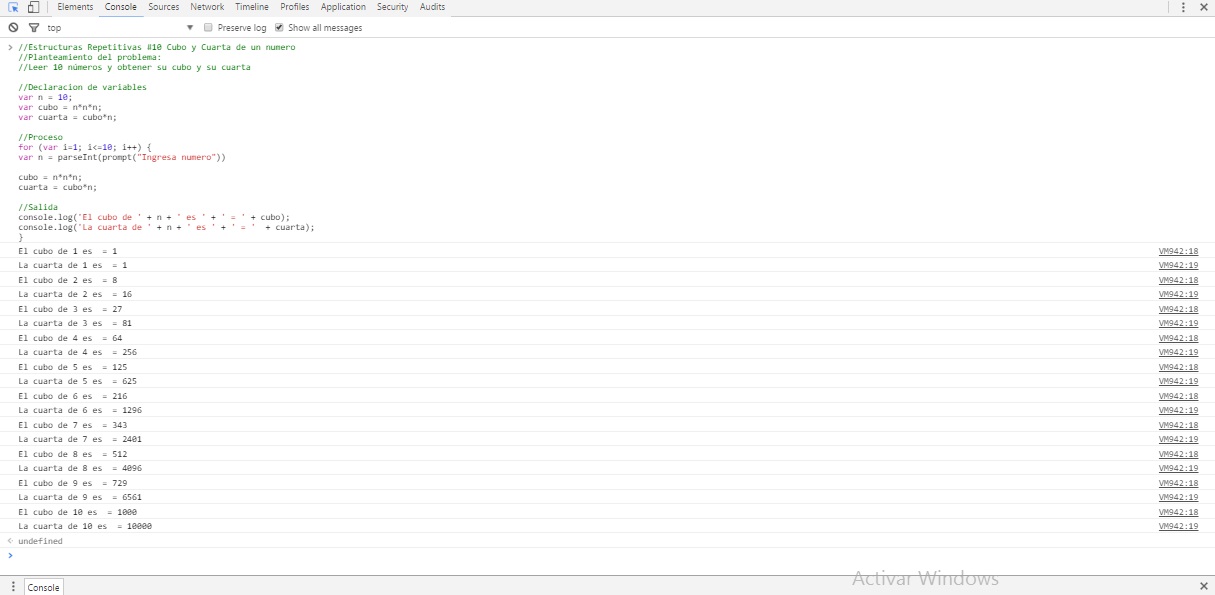 Elements Console Sources Network Timeline Profiles Application Security Audits
top Preserve log Show all messages
//Estructuras Repetitivas #10 Cubo y Cuarta de un numero
//Planteamiento del problema:
//Leer 10 números y obtener su cubo y su cuarta
//Declaracion de variables
var n = 10;
var cubo = n*n*n;
var cuarta = cubo*n;
//Proceso
for (var i=1; i<=10; i++) {
var n = parseInt(prompt("Ingresa numero"))
cubo = n*n*n;
cuarta = cubo*n;
//Salida
console.log('El cubo de ' + n + ' es ' + ' = ' + cubo);
console.log('La cuarta de ' + n + ' es ' + ' = '  + cuarta);
}
El cubo de 1 es  = 1 VM942:18
La cuarta de 1 es  = 1 VM942:19
El cubo de 2 es  = 8 VM942:18
La cuarta de 2 es  = 16 VM942:19
El cubo de 3 es  = 27 VM942:18
La cuarta de 3 es  = 81 VM942:19
El cubo de 4 es  = 64 VM942:18
La cuarta de 4 es  = 256 VM942:19
El cubo de 5 es  = 125 VM942:18
La cuarta de 5 es  = 625 VM942:19
El cubo de 6 es  = 216 VM942:18
La cuarta de 6 es  = 1296 VM942:19
El cubo de 7 es  = 343 VM942:18
La cuarta de 7 es  = 2401 VM942:19
El cubo de 8 es  = 512 VM942:18
La cuarta de 8 es  = 4096 VM942:19
El cubo de 9 es  = 729 VM942:18
La cuarta de 9 es  = 6561 VM942:19
El cubo de 10 es  = 1000 VM942:18
La cuarta de 10 es  = 10000 VM942:19
undefined
Activar Windows
Console